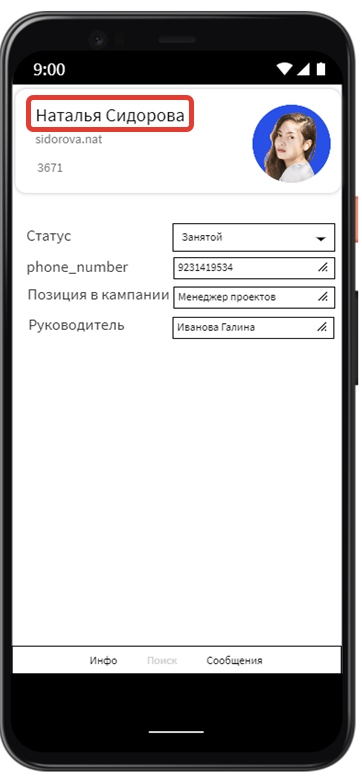 9:00
Наталья Сидорова
sidorova.nat
3671
Статус Занятой
phone_number 9231419534
Позиция в кампании Менеджер проектов
Руководитель Иванова Галина
Инфо Поиск Сообщения